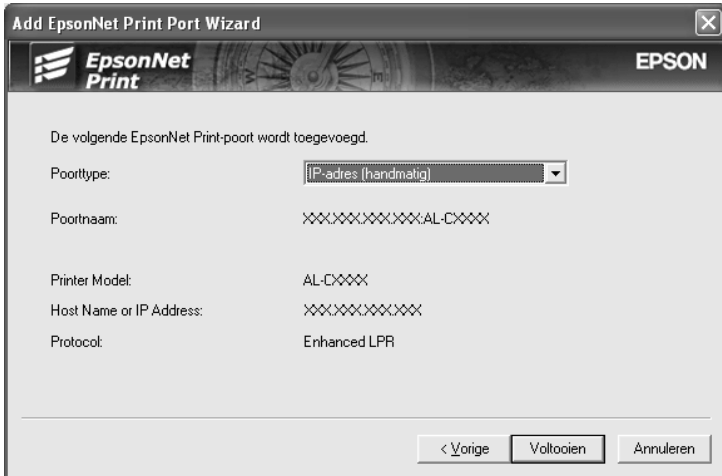 Add EpsonNet Print Port Wizard
EpsonNet
Print
EPSON
De volgende EpsonNet Print-poort wordt toegevoegd.
Poorttype: IP-adres (handmatig)
Poortnaam: XXX.XXX.XXX.XXX:AL-CXXXX
Printer Model: AL-CXXXX
Host Name or IP Address: XXX.XXX.XXX.XXX
Protocol: Enhanced LPR
< Vorige Voltooien Annuleren